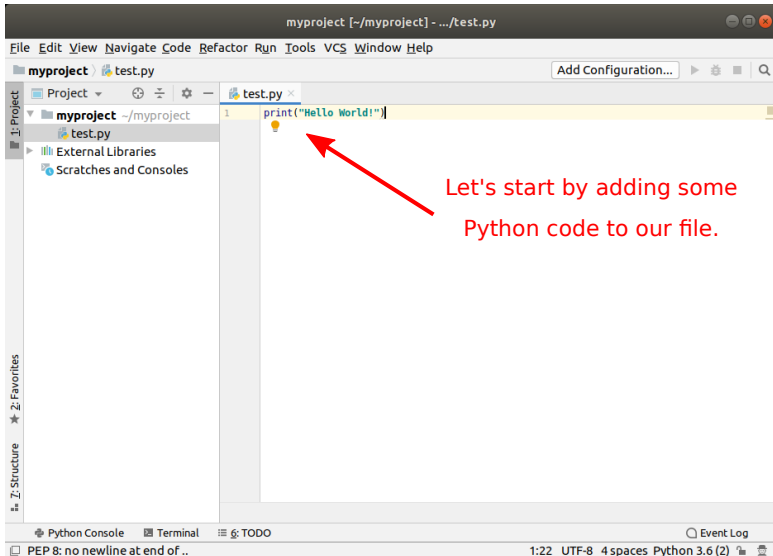 myproject [~/myproject] - .../test.py
File Edit View Navigate Code Refactor Run Tools VCS Window Help
myproject test.py Add Configuration...
1: Project
Project
test.py
myproject ~/myproject
test.py
External Libraries
Scratches and Consoles
1 print("Hello World!")
Let's start by adding some
Python code to our file.
2: Favorites
7: Structure
Python Console Terminal 6: TODO Event Log
PEP 8: no newline at end of .. 1:22 UTF-8 4 spaces Python 3.6 (2)